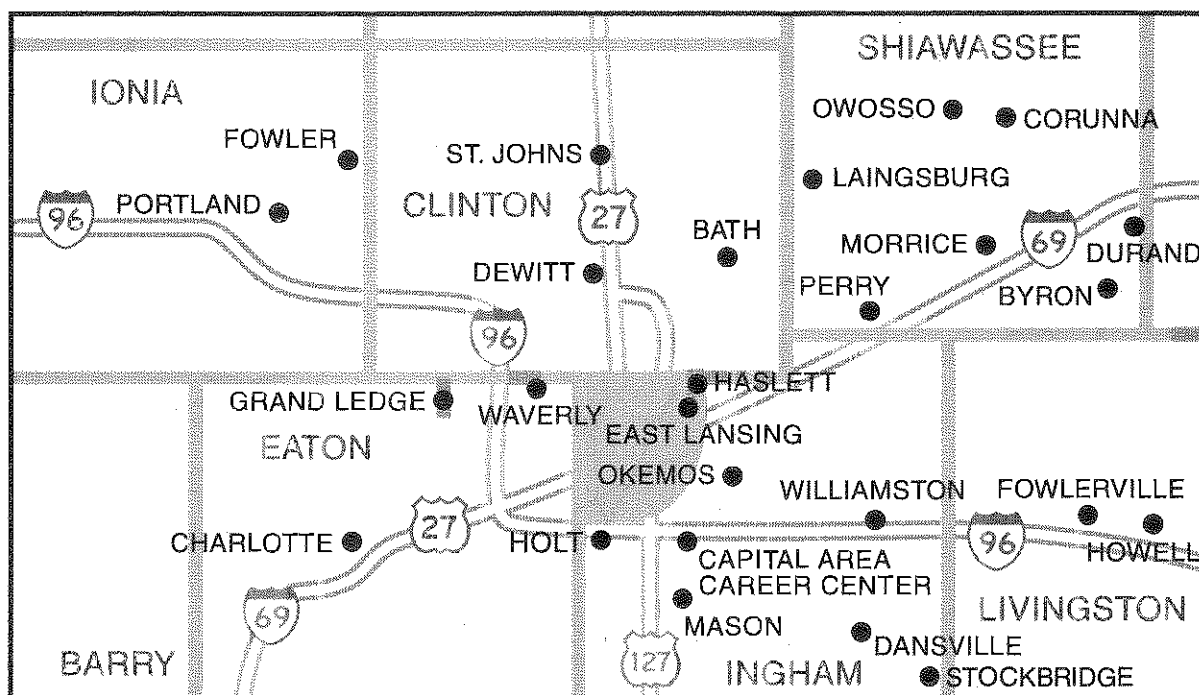 SHIAWASSEE
IONIA
OWOSSO
CORUNNA
FOWLER
ST. JOHNS
LAINGSBURG
PORTLAND
CLINTON
96
27
BATH
MORRICE
69
DURAND
DEWITT
PERRY
BYRON
96
HASLETT
GRAND LEDGE
WAVERLY
EAST LANSING
EATON
OKEMOS
WILLIAMSTON
FOWLERVILLE
27
CHARLOTTE
HOLT
CAPITAL AREA
CAREER CENTER
96
HOWELL
69
LIVINGSTON
MASON
DANSVILLE
BARRY
127
INGHAM
STOCKBRIDGE